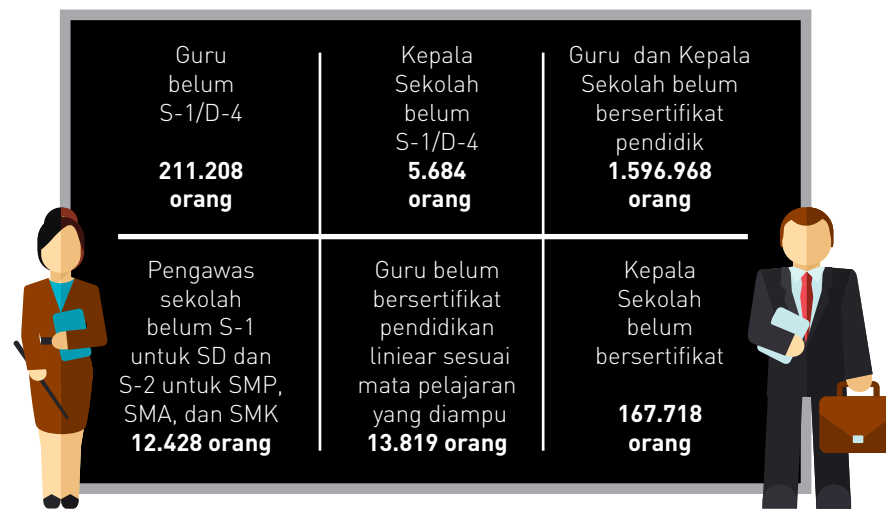 Guru
belum
S-1/D-4
211.208
orang
Kepala
Sekolah
belum
S-1/D-4
5.684
orang
Guru dan Kepala
Sekolah belum
bersertifikat
pendidik
1.596.968
orang
Pengawas
sekolah
belum S-1
untuk SD dan
S-2 untuk SMP,
SMA, dan SMK
12.428 orang
Guru belum
bersertifikat
pendidikan
liniear sesuai
mata pelajaran
yang diampu
13.819 orang
Kepala
Sekolah
belum
bersertifikat
167.718
orang